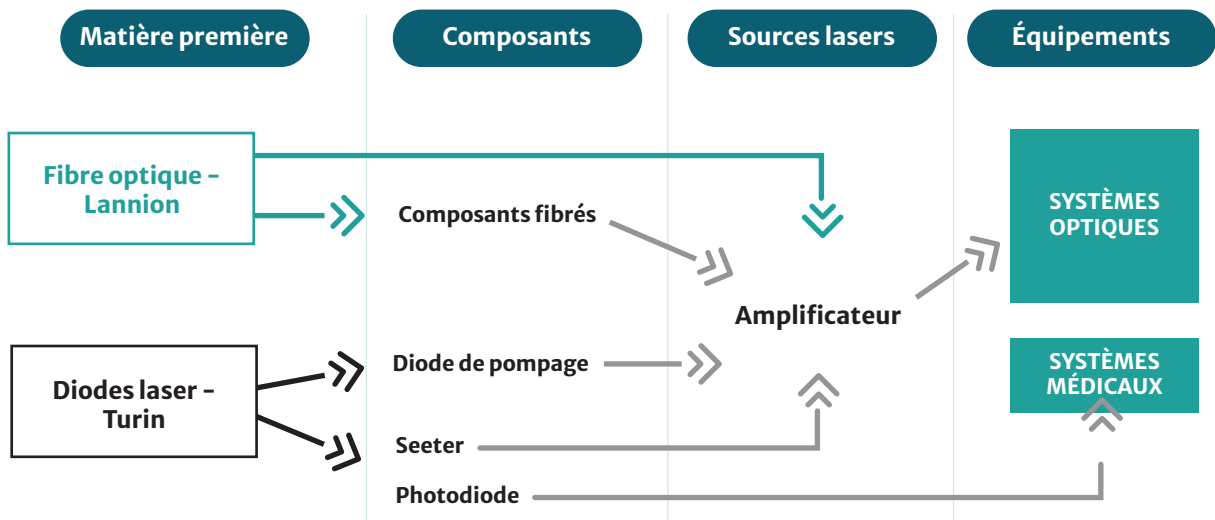 Matière première
Composants
Sources lasers
Équipements
Fibre optique –
Lannion
Composants fibrés
SYSTÈMES
OPTIQUES
Amplificateur
Diodes laser –
Turin
Diode de pompage
SYSTÈMES
MÉDICAUX
Seeter
Photodiode